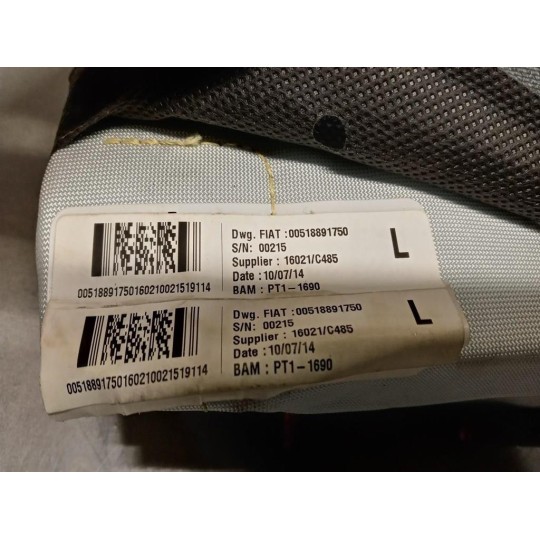 Dwg. FIAT :00518891750
S/N: 00215
Supplier : 16021/C485
Date : 10/07/14
BAM : PT1-1690
L
00518891750160210021519114
Dwg. FIAT :00518891750
S/N: 00215
Supplier : 16021/C485
Date : 10/07/14
BAM : PT1-1690
L
00518891750160210021519114